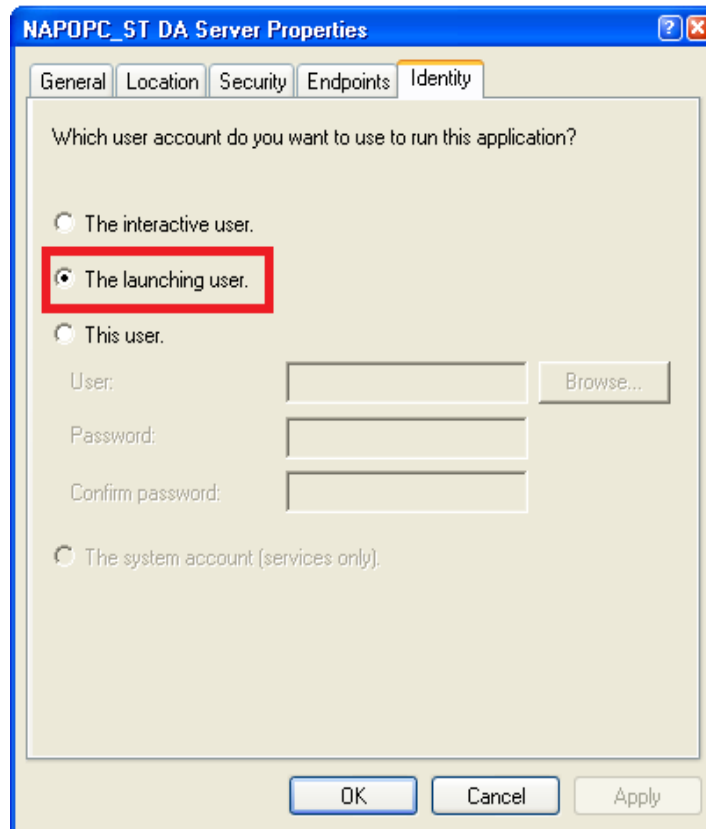 NAPOPC_ST DA Server Properties
General Location Security Endpoints Identity
Which user account do you want to use to run this application?
The interactive user.
The launching user.
This user.
User:
Browse...
Password:
Confirm password:
The system account (services only).
OK Cancel Apply